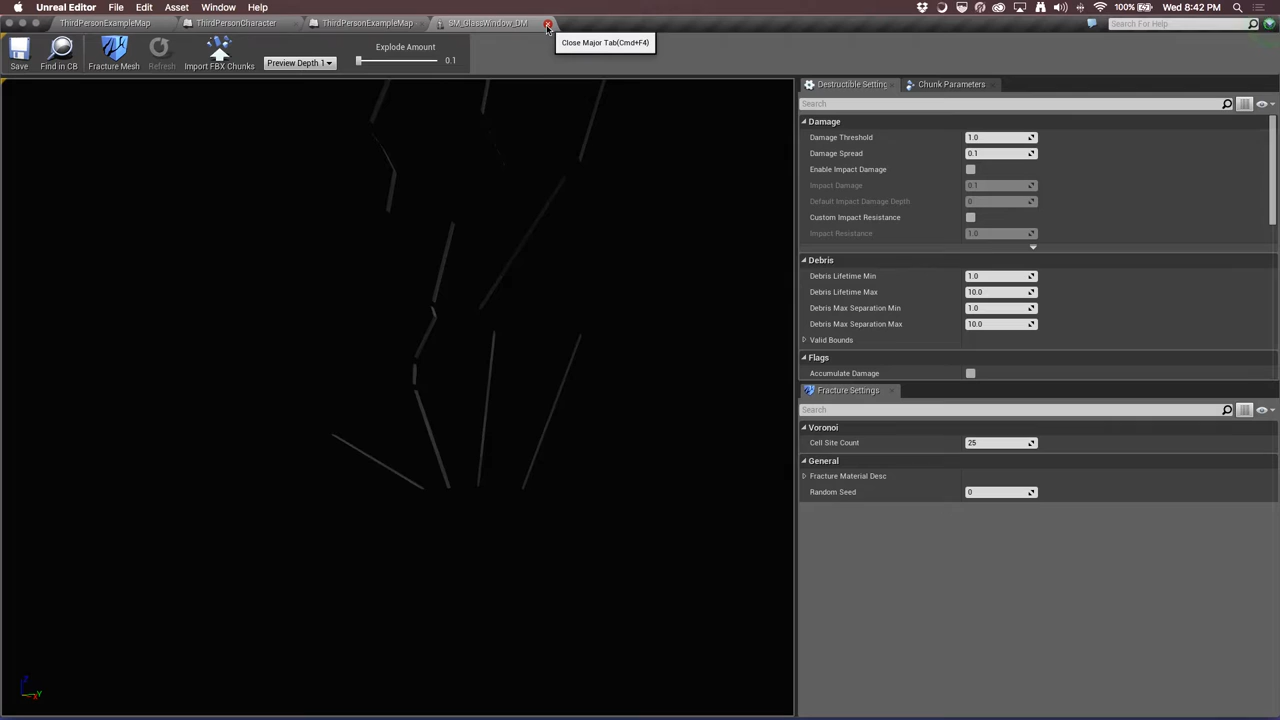 Unreal Editor File Edit Asset Window Help 100% Wed 8:42 PM
ThirdPersonExampleMap ThirdPersonCharacter ThirdPersonExampleMap SM_GlassWindow_DM Search For Help
Close Major Tab(Cmd+F4)
Explode Amount
0.1
Save Find in CB Fracture Mesh Refresh Import FBX Chunks Preview Depth 1
Destructible Setting Chunk Parameters
Search
Damage
Damage Threshold 1.0
Damage Spread 0.1
Enable Impact Damage
Impact Damage 0.1
Default Impact Damage Depth 0
Custom Impact Resistance
Impact Resistance 1.0
Debris
Debris Lifetime Min 1.0
Debris Lifetime Max 10.0
Debris Max Separation Min 1.0
Debris Max Separation Max 10.0
Valid Bounds
Flags
Accumulate Damage
Fracture Settings
Search
Voronoi
Cell Site Count 25
General
Fracture Material Desc
Random Seed 0
Z
X Y